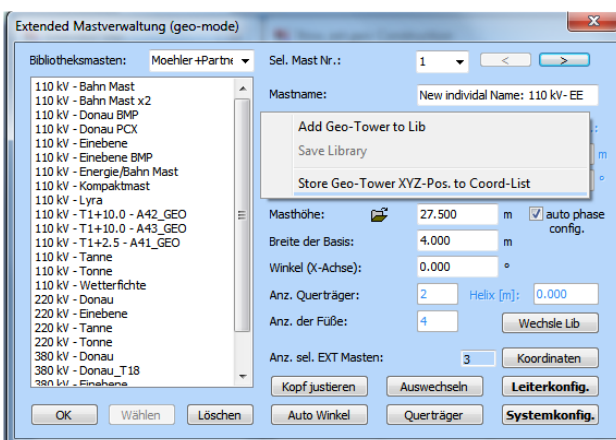 Extended Mastverwaltung (geo-mode)
Bibliotheksmasten:
Moehler+Partne
110 kV - Bahn Mast
110 kV - Bahn Mast x2
110 kV - Donau BMP
110 kV - Donau PCX
110 kV - Einebene
110 kV - Einebene BMP
110 kV - Energie/Bahn Mast
110 kV - Kompaktmast
110 kV - Lyra
110 kV - T1+10.0 - A42_GEO
110 kV - T1+10.0 - A43_GEO
110 kV - T1+2.5 - A41_GEO
110 kV - Tanne
110 kV - Tonne
110 kV - Wetterfichte
220 kV - Donau
220 kV - Einebene
220 kV - Tanne
220 kV - Tonne
380 kV - Donau
380 kV - Donau_T18
380 kV - Einebene
OK
Wählen
Löschen
Sel. Mast Nr.:
1
<
>
Mastname:
New individal Name: 110 kV- EE
Add Geo-Tower to Lib
Save Library
Store Geo-Tower XYZ-Pos. to Coord-List
m
°
Masthöhe:
27.500
m
auto phase
config.
Breite der Basis:
4.000
m
Winkel (X-Achse):
0.000
°
Anz. Querträger:
2
Helix [m]:
0.000
Anz. der Füße:
4
Wechsle Lib
Anz. sel. EXT Masten:
3
Koordinaten
Kopf justieren
Auswechseln
Leiterkonfig.
Auto Winkel
Querträger
Systemkonfig.